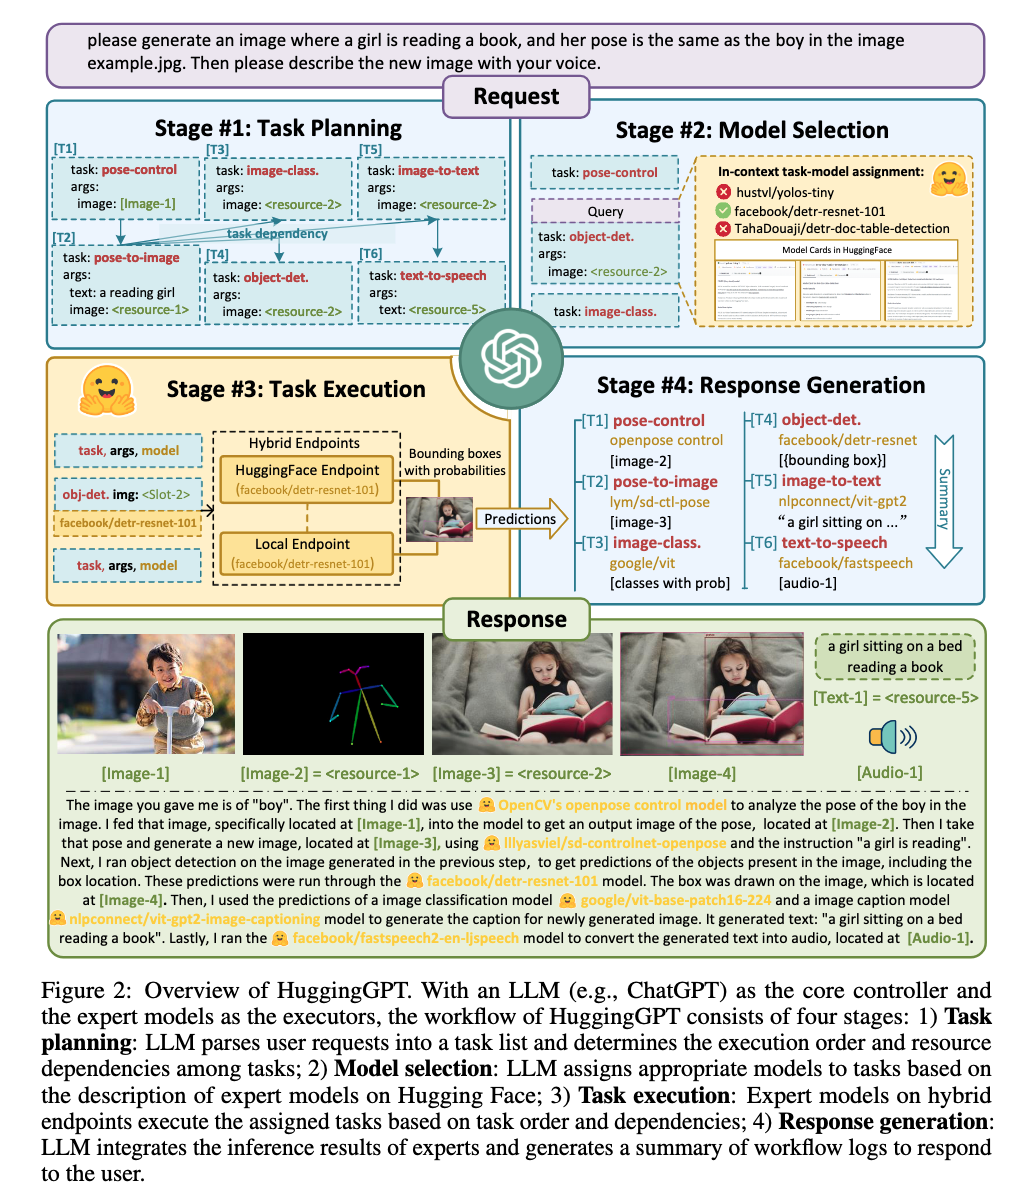 please generate an image where a girl is reading a book, and her pose is the same as the boy in the image
example.jpg. Then please describe the new image with your voice.
Request
Stage #1: Task Planning
[T1]
task: pose-control
args:
image: [Image-1]
[T3]
task: image-class.
args:
image: <resource-2>
[T5]
task: image-to-text
args:
image: <resource-2>
task dependency
[T2]
task: pose-to-image
args:
text: a reading girl
image: <resource-1>
[T4]
task: object-det.
args:
image: <resource-2>
[T6]
task: text-to-speech
args:
text: <resource-5>
Stage #2: Model Selection
task: pose-control
Query
task: object-det.
args:
image: <resource-2>
task: image-class.
In-context task-model assignment:
hustvl/yolos-tiny
facebook/detr-resnet-101
TahaDouaji/detr-doc-table-detection
Model Cards in HuggingFace
Stage #3: Task Execution
task, args, model
obj-det. img: <Slot-2>
facebook/detr-resnet-101
task, args, model
Hybrid Endpoints
HuggingFace Endpoint
(facebook/detr-resnet-101)
Local Endpoint
(facebook/detr-resnet-101)
Bounding boxes
with probabilities
Predictions
Stage #4: Response Generation
[T1] pose-control
openpose control
[image-2]
[T2] pose-to-image
lym/sd-ctl-pose
[image-3]
[T3] image-class.
google/vit
[classes with prob]
[T4] object-det.
facebook/detr-resnet
[{bounding box}]
[T5] image-to-text
nlpconnect/vit-gpt2
“a girl sitting on ...”
[T6] text-to-speech
facebook/fastspeech
[audio-1]
Summary
Response
a girl sitting on a bed
reading a book
[Text-1] = <resource-5>
[Image-1]
[Image-2] = <resource-1>
[Image-3] = <resource-2>
[Image-4]
[Audio-1]
The image you gave me is of "boy". The first thing I did was use OpenCV's openpose control model to analyze the pose of the boy in the
image. I fed that image, specifically located at [Image-1], into the model to get an output image of the pose, located at [Image-2]. Then I take
that pose and generate a new image, located at [Image-3], using lllyasviel/sd-controlnet-openpose and the instruction "a girl is reading".
Next, I ran object detection on the image generated in the previous step, to get predictions of the objects present in the image, including the
box location. These predictions were run through the facebook/detr-resnet-101 model. The box was drawn on the image, which is located
at [Image-4]. Then, I used the predictions of a image classification model google/vit-base-patch16-224 and a image caption model
nlpconnect/vit-gpt2-image-captioning model to generate the caption for newly generated image. It generated text: "a girl sitting on a bed
reading a book". Lastly, I ran the facebook/fastspeech2-en-ljspeech model to convert the generated text into audio, located at [Audio-1].
Figure 2: Overview of HuggingGPT. With an LLM (e.g., ChatGPT) as the core controller and
the expert models as the executors, the workflow of HuggingGPT consists of four stages: 1) Task
planning: LLM parses user requests into a task list and determines the execution order and resource
dependencies among tasks; 2) Model selection: LLM assigns appropriate models to tasks based on
the description of expert models on Hugging Face; 3) Task execution: Expert models on hybrid
endpoints execute the assigned tasks based on task order and dependencies; 4) Response generation:
LLM integrates the inference results of experts and generates a summary of workflow logs to respond
to the user.